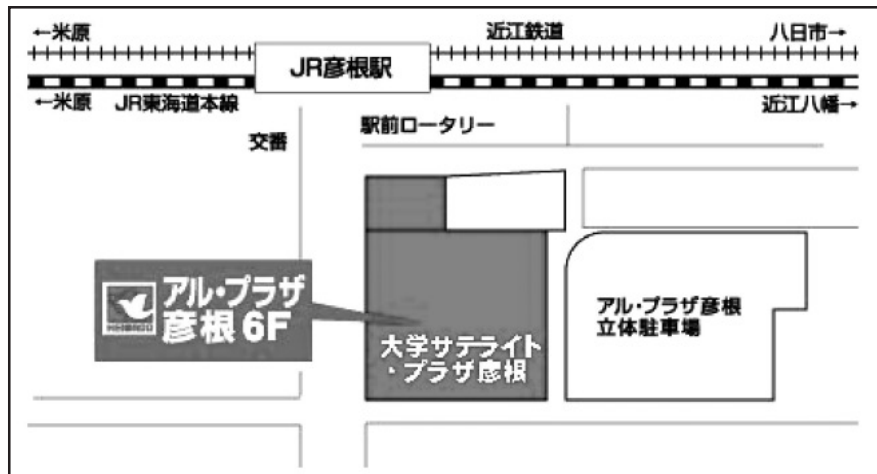 ←米原
近江鉄道
八日市→
JR彦根駅
←米原
JR東海道本線
近江八幡→
交番
駅前ロータリー
アル・プラザ
彦根6F
HEIWADO
大学サテライト
・プラザ彦根
アル・プラザ彦根
立体駐車場